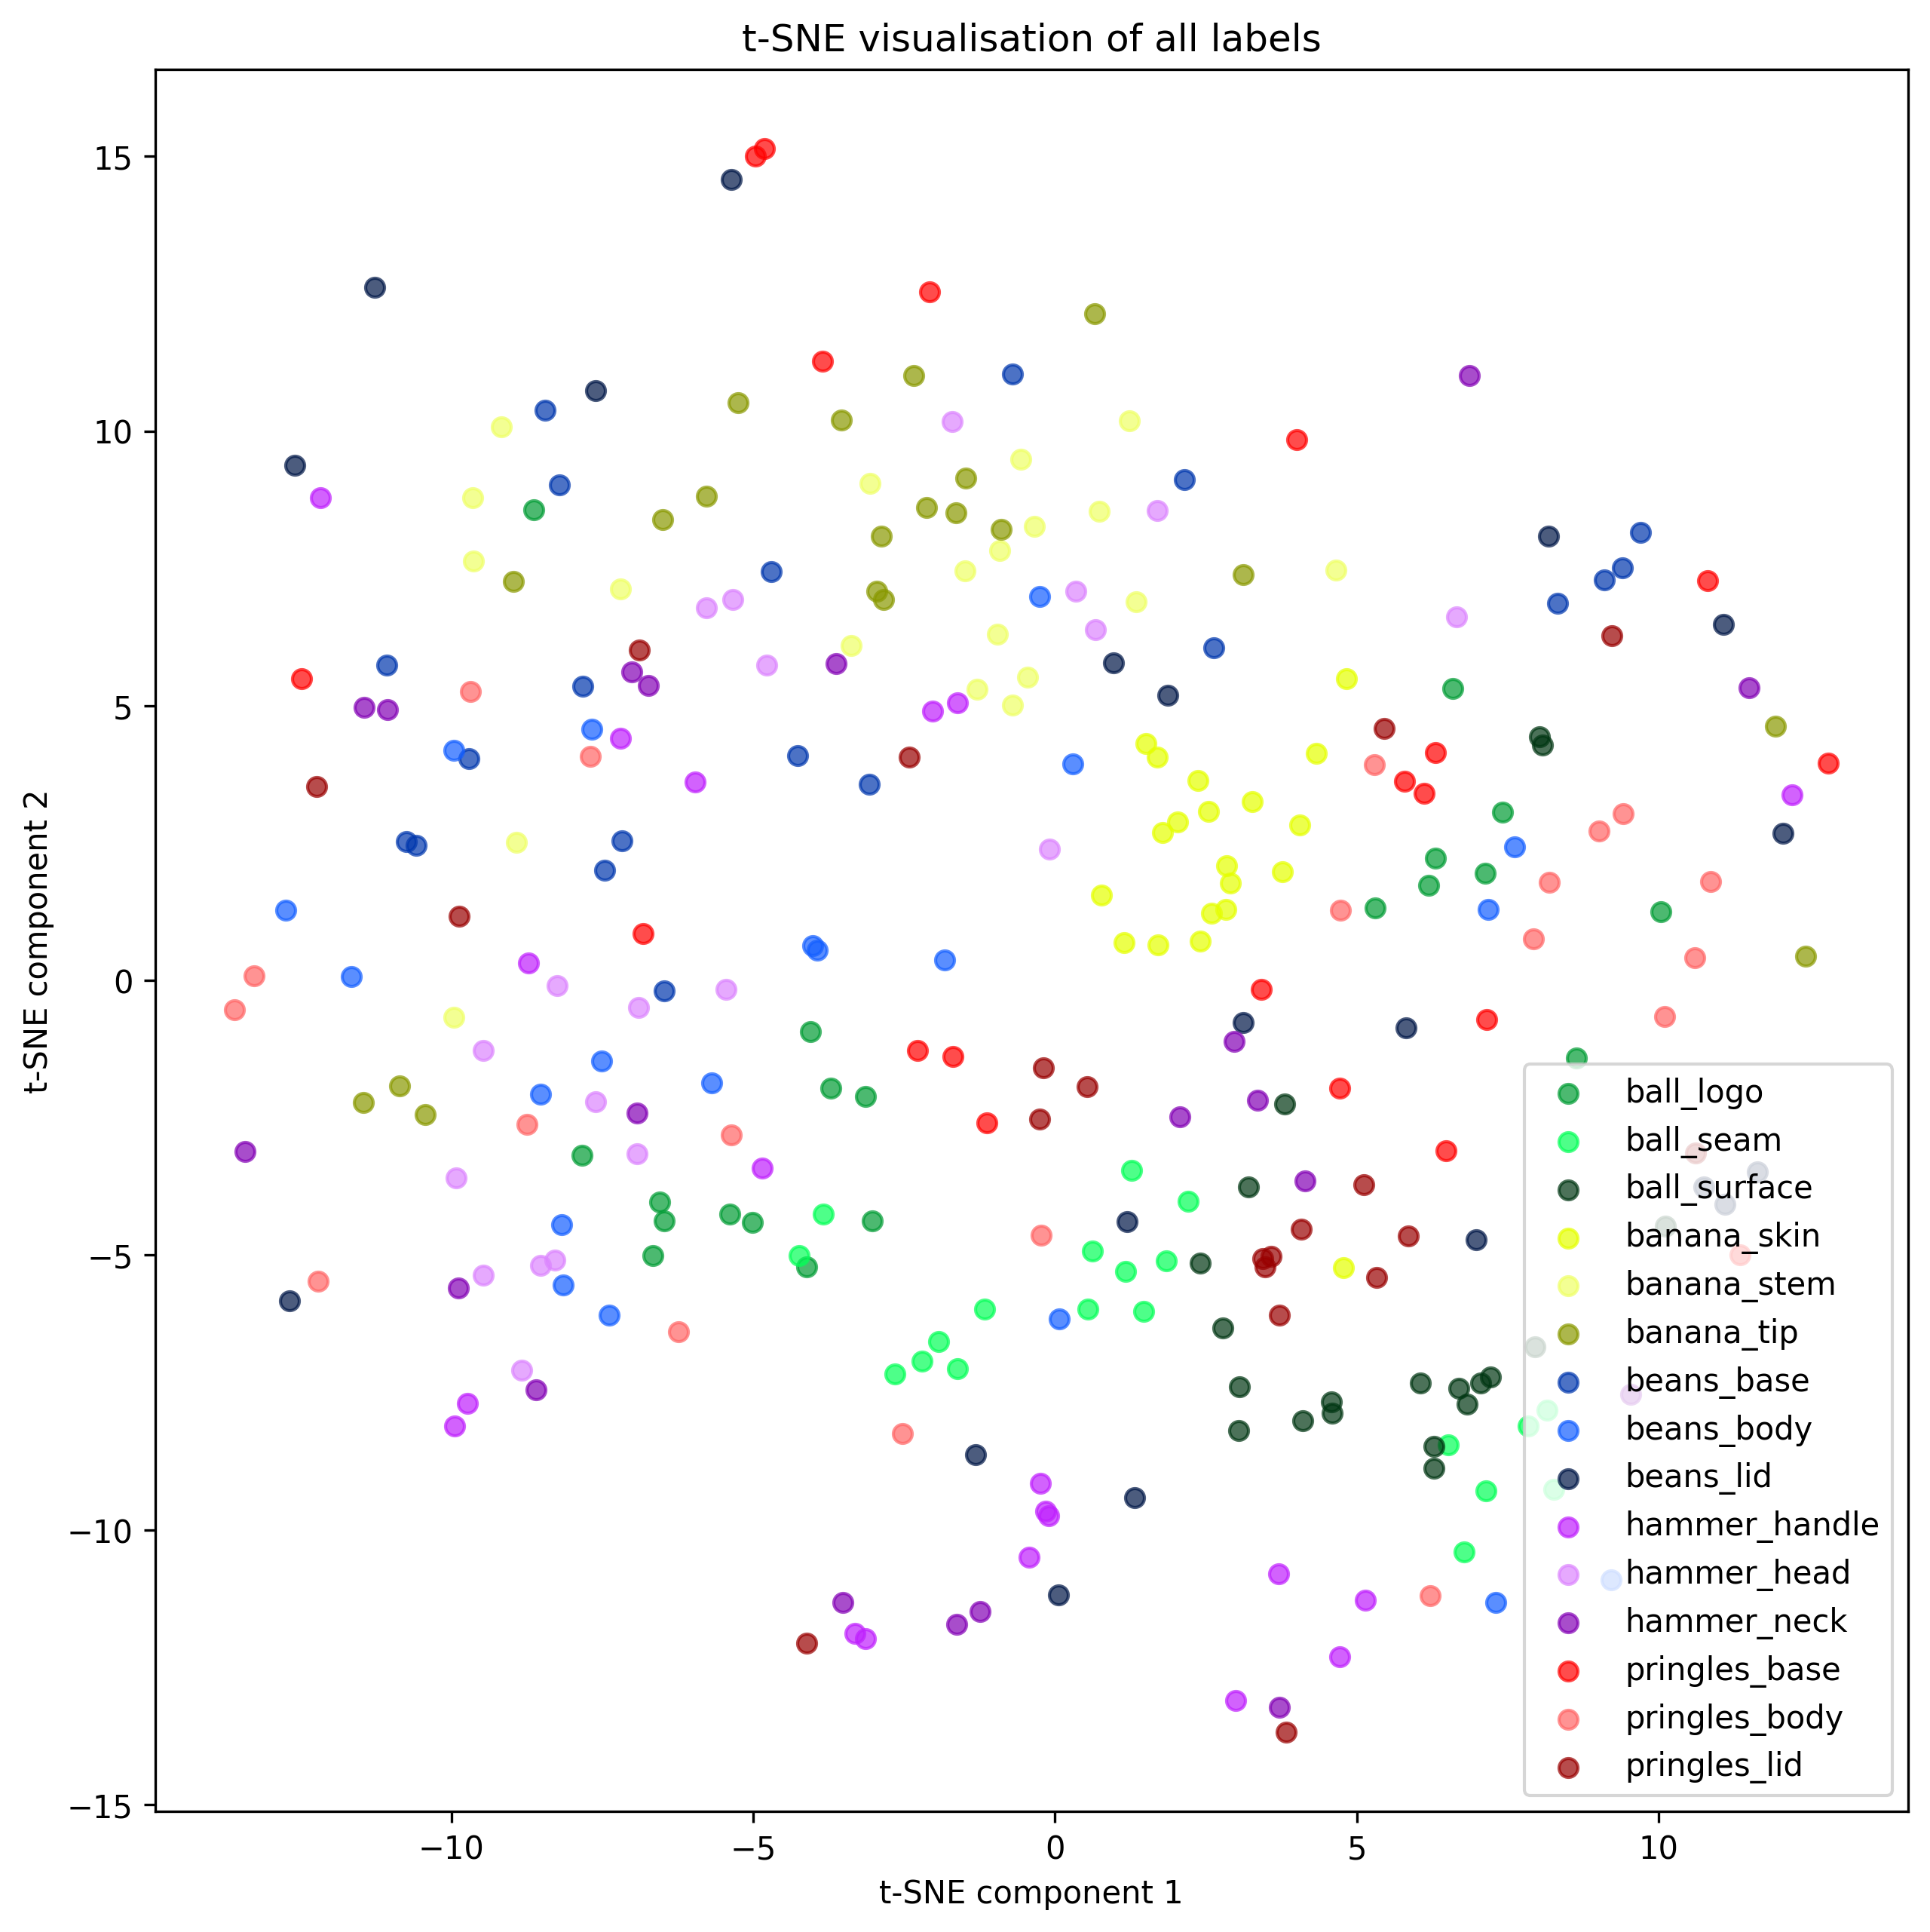 t-SNE visualisation of all labels
t-SNE component 2
15
10
5
0
−5
−10
−15
ball_logo
ball_seam
ball_surface
banana_skin
banana_stem
banana_tip
beans_base
beans_body
beans_lid
hammer_handle
hammer_head
hammer_neck
pringles_base
pringles_body
pringles_lid
−10 −5 0 5 10
t-SNE component 1